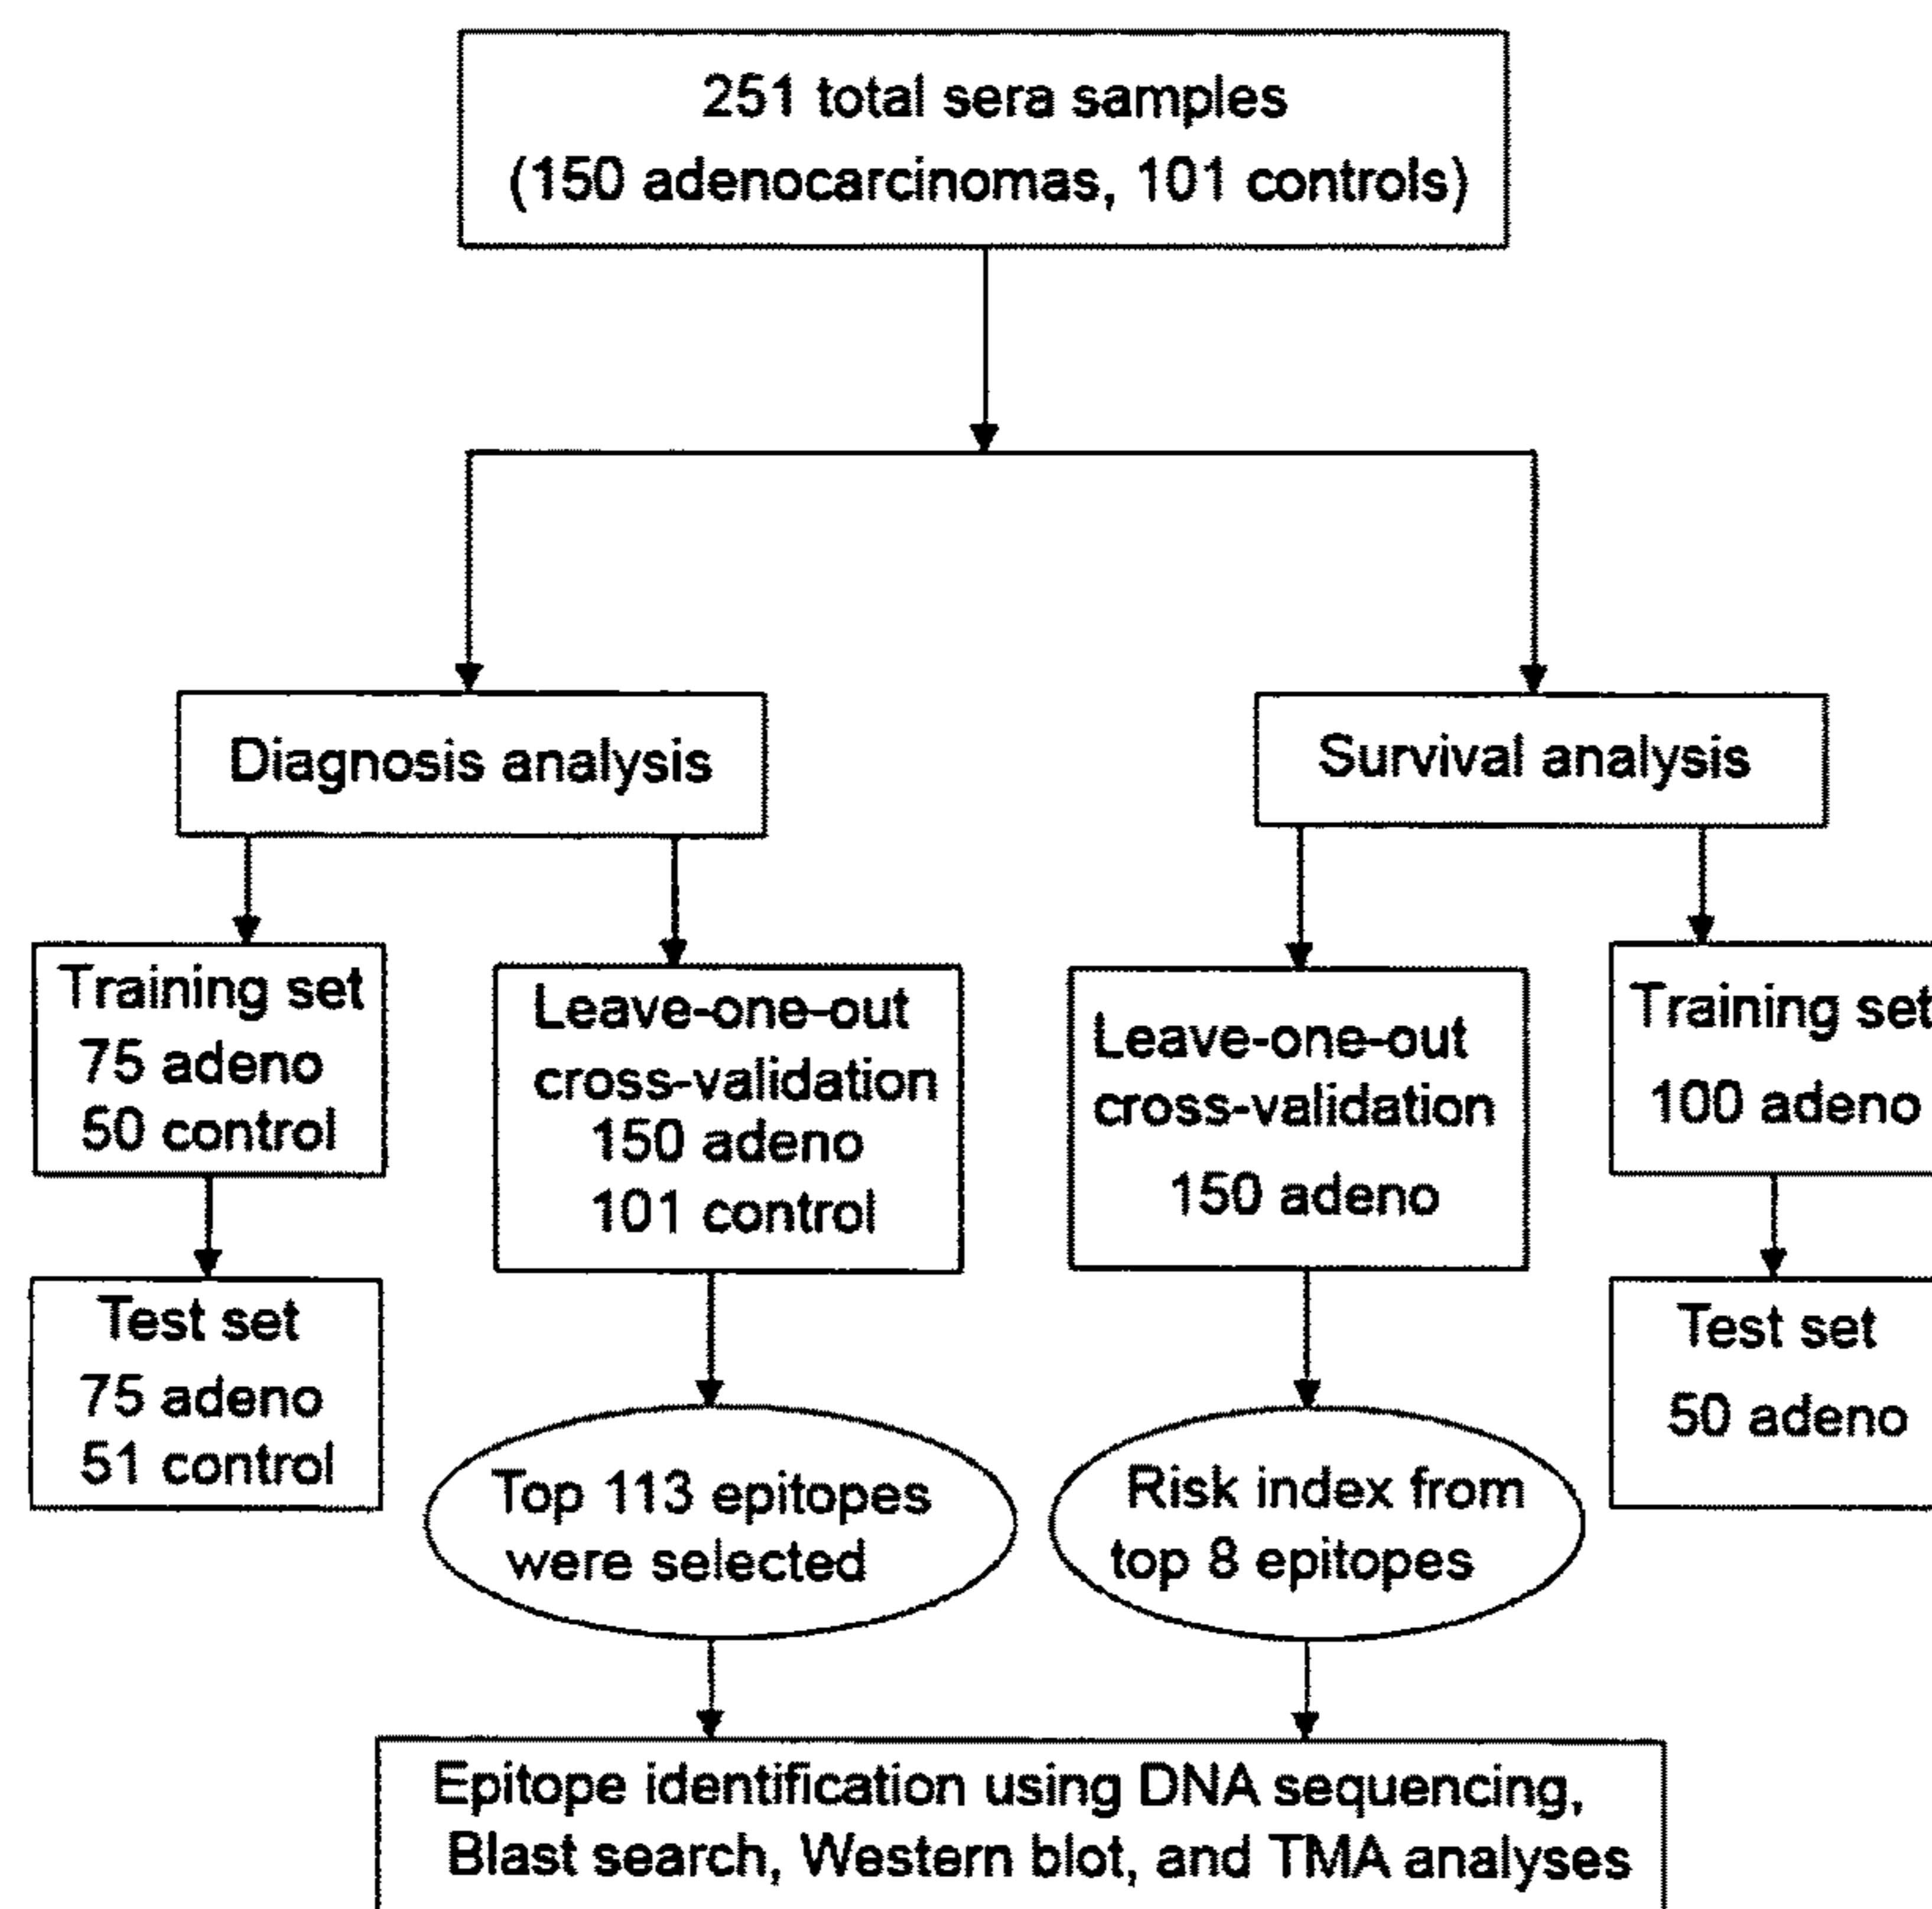 251 total sera samples
(150 adenocarcinomas, 101 controls)
Diagnosis analysis
Survival analysis
Training set
75 adeno
50 control
Leave-one-out
cross-validation
150 adeno
101 control
Leave-one-out
cross-validation
150 adeno
Training set
100 adeno
Test set
75 adeno
51 control
Top 113 epitopes
were selected
Risk index from
top 8 epitopes
Test set
50 adeno
Epitope identification using DNA sequencing,
Blast search, Western blot, and TMA analyses